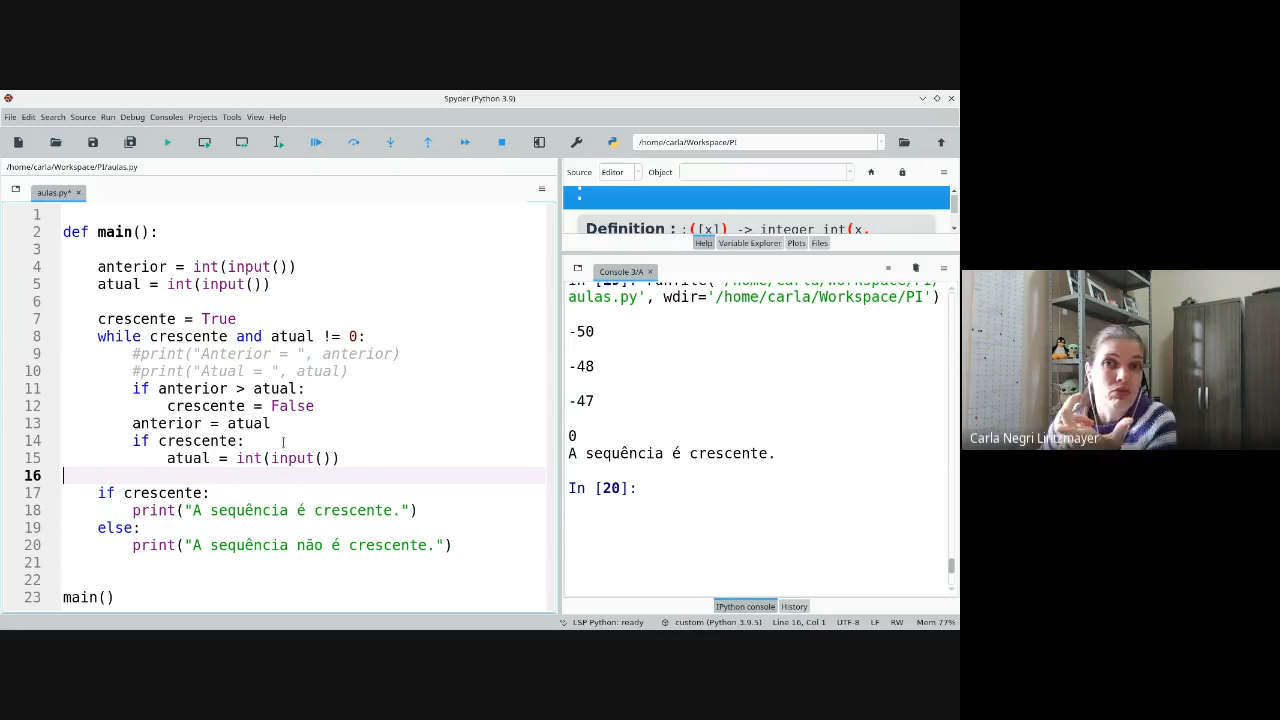 Spyder (Python 3.9)
File Edit Search Source Run Debug Consoles Projects Tools View Help
/home/carla/Workspace/PI
/home/carla/Workspace/PI/aulas.py
aulas.py*
1
2 def main():
3
4 anterior = int(input())
5 atual = int(input())
6
7 crescente = True
8 while crescente and atual != 0:
9 #print("Anterior = ", anterior)
10 #print("Atual = ", atual)
11 if anterior > atual:
12 crescente = False
13 anterior = atual
14 if crescente:
15 atual = int(input())
16
17 if crescente:
18 print("A sequência é crescente.")
19 else:
20 print("A sequência não é crescente.")
21
22
23 main()
Source Editor Object
:
Definition : :([x]) -> integer int(x,
Help Variable Explorer Plots Files
Console 3/A
aulas.py', wdir='/home/carla/Workspace/PI')
-50
-48
-47
0
A sequência é crescente.
In [20]:
IPython console History
LSP Python: ready custom (Python 3.9.5) Line 16, Col 1 UTF-8 LF RW Mem 77%
Carla Negri Lintzmayer